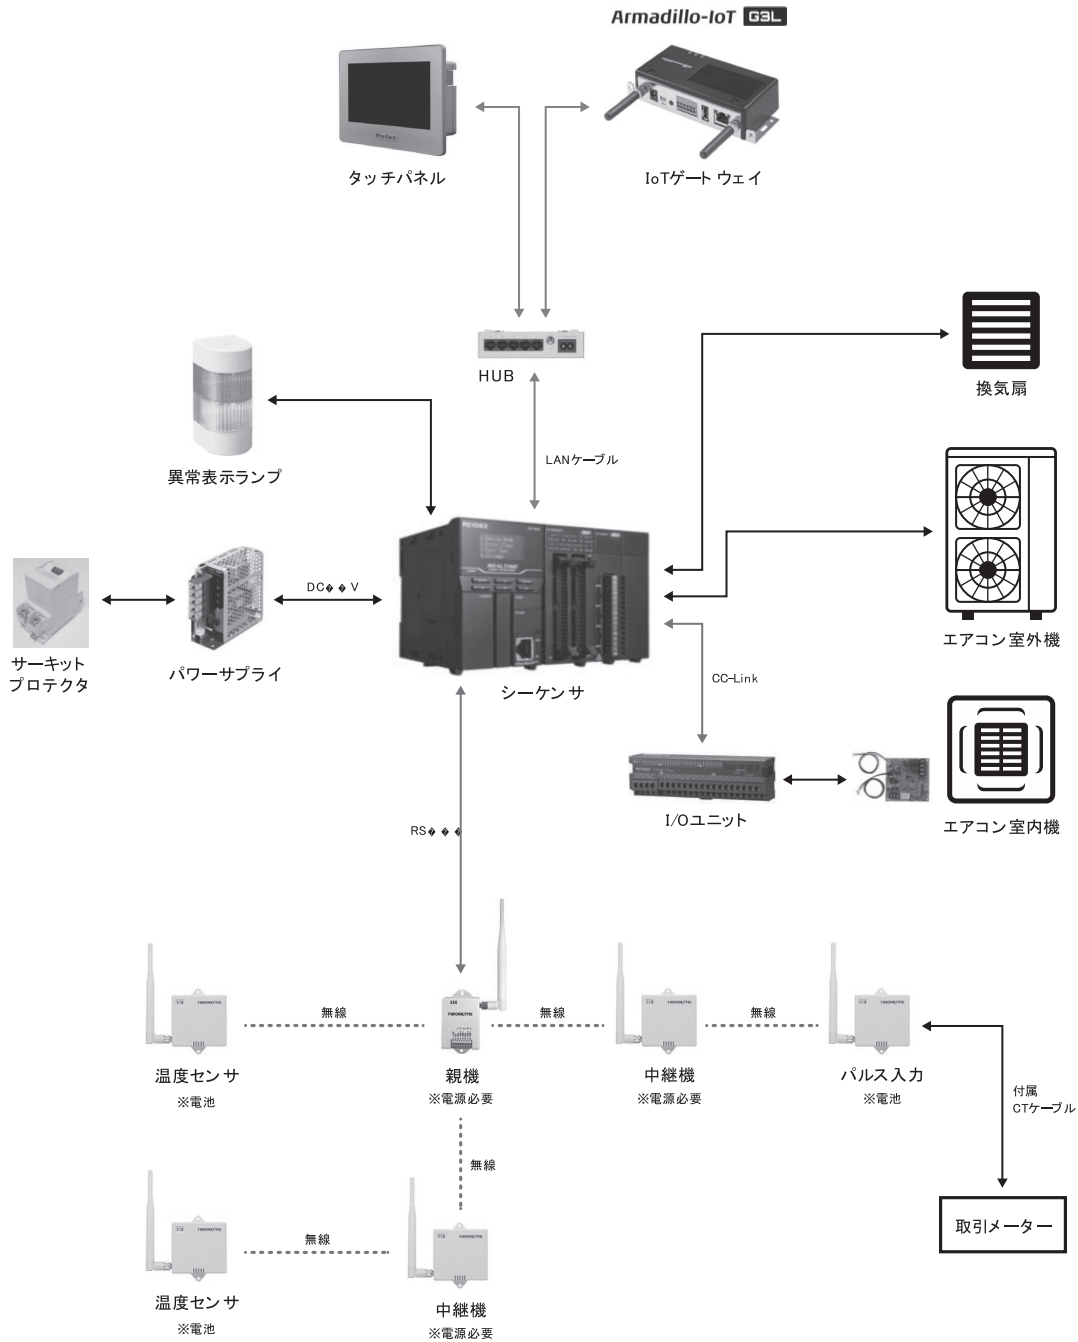 Armadillo-IoT G3L
タッチパネル
IoTゲートウェイ
HUB
換気扇
LANケーブル
異常表示ランプ
KEYENCE
DC�� V
エアコン室外機
サーキット
プロテクタ
パワーサプライ
シーケンサ
CC-Link
I/Oユニット
エアコン室内機
RS���
無線
無線
無線
温度センサ
※電池
親機
※電源必要
中継機
※電源必要
パルス入力
※電池
付属
CTケーブル
無線
取引メーター
無線
温度センサ
※電池
中継機
※電源必要